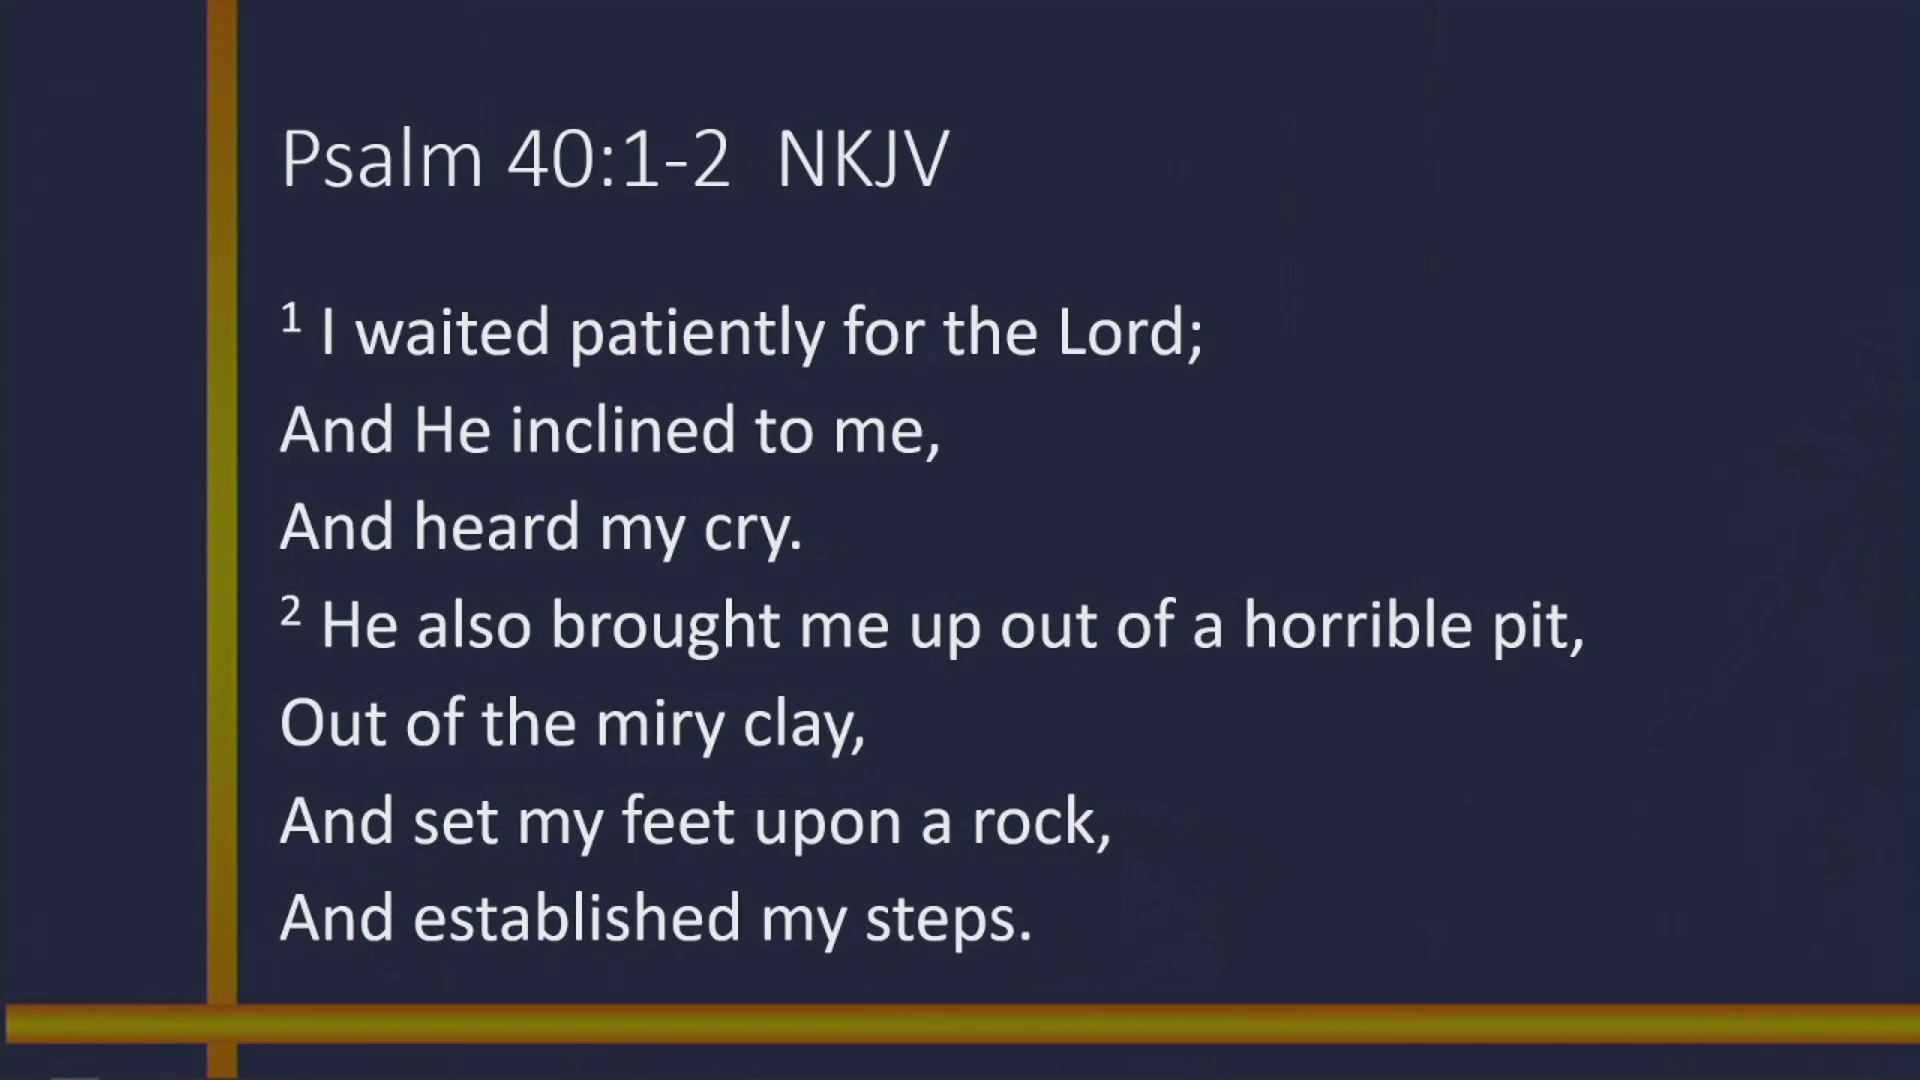 Psalm 40:1-2 NKJV
1 I waited patiently for the Lord;
And He inclined to me,
And heard my cry.
2 He also brought me up out of a horrible pit,
Out of the miry clay,
And set my feet upon a rock,
And established my steps.